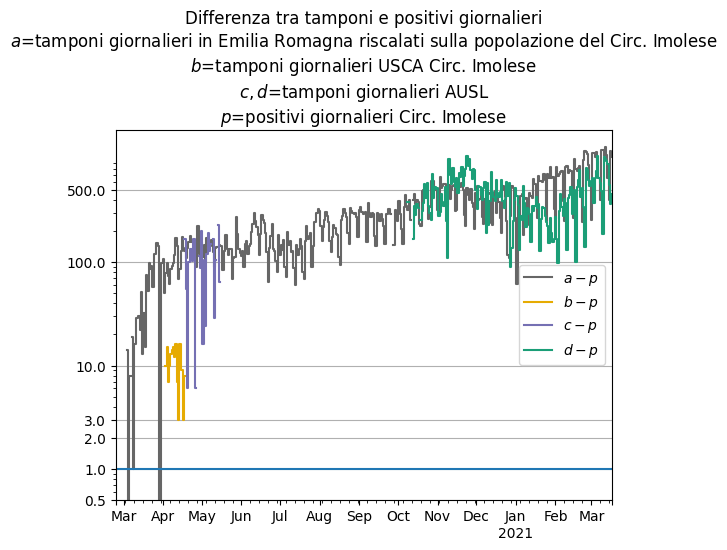 Differenza tra tamponi e positivi giornalieri
a=tamponi giornalieri in Emilia Romagna riscalati sulla popolazione del Circ. Imolese
b=tamponi giornalieri USCA Circ. Imolese
c, d=tamponi giornalieri AUSL
p=positivi giornalieri Circ. Imolese
500.0
100.0
10.0
3.0
2.0
1.0
0.5
a − p
b − p
c − p
d − p
Mar Apr May Jun Jul Aug Sep Oct Nov Dec Jan Feb Mar
2021